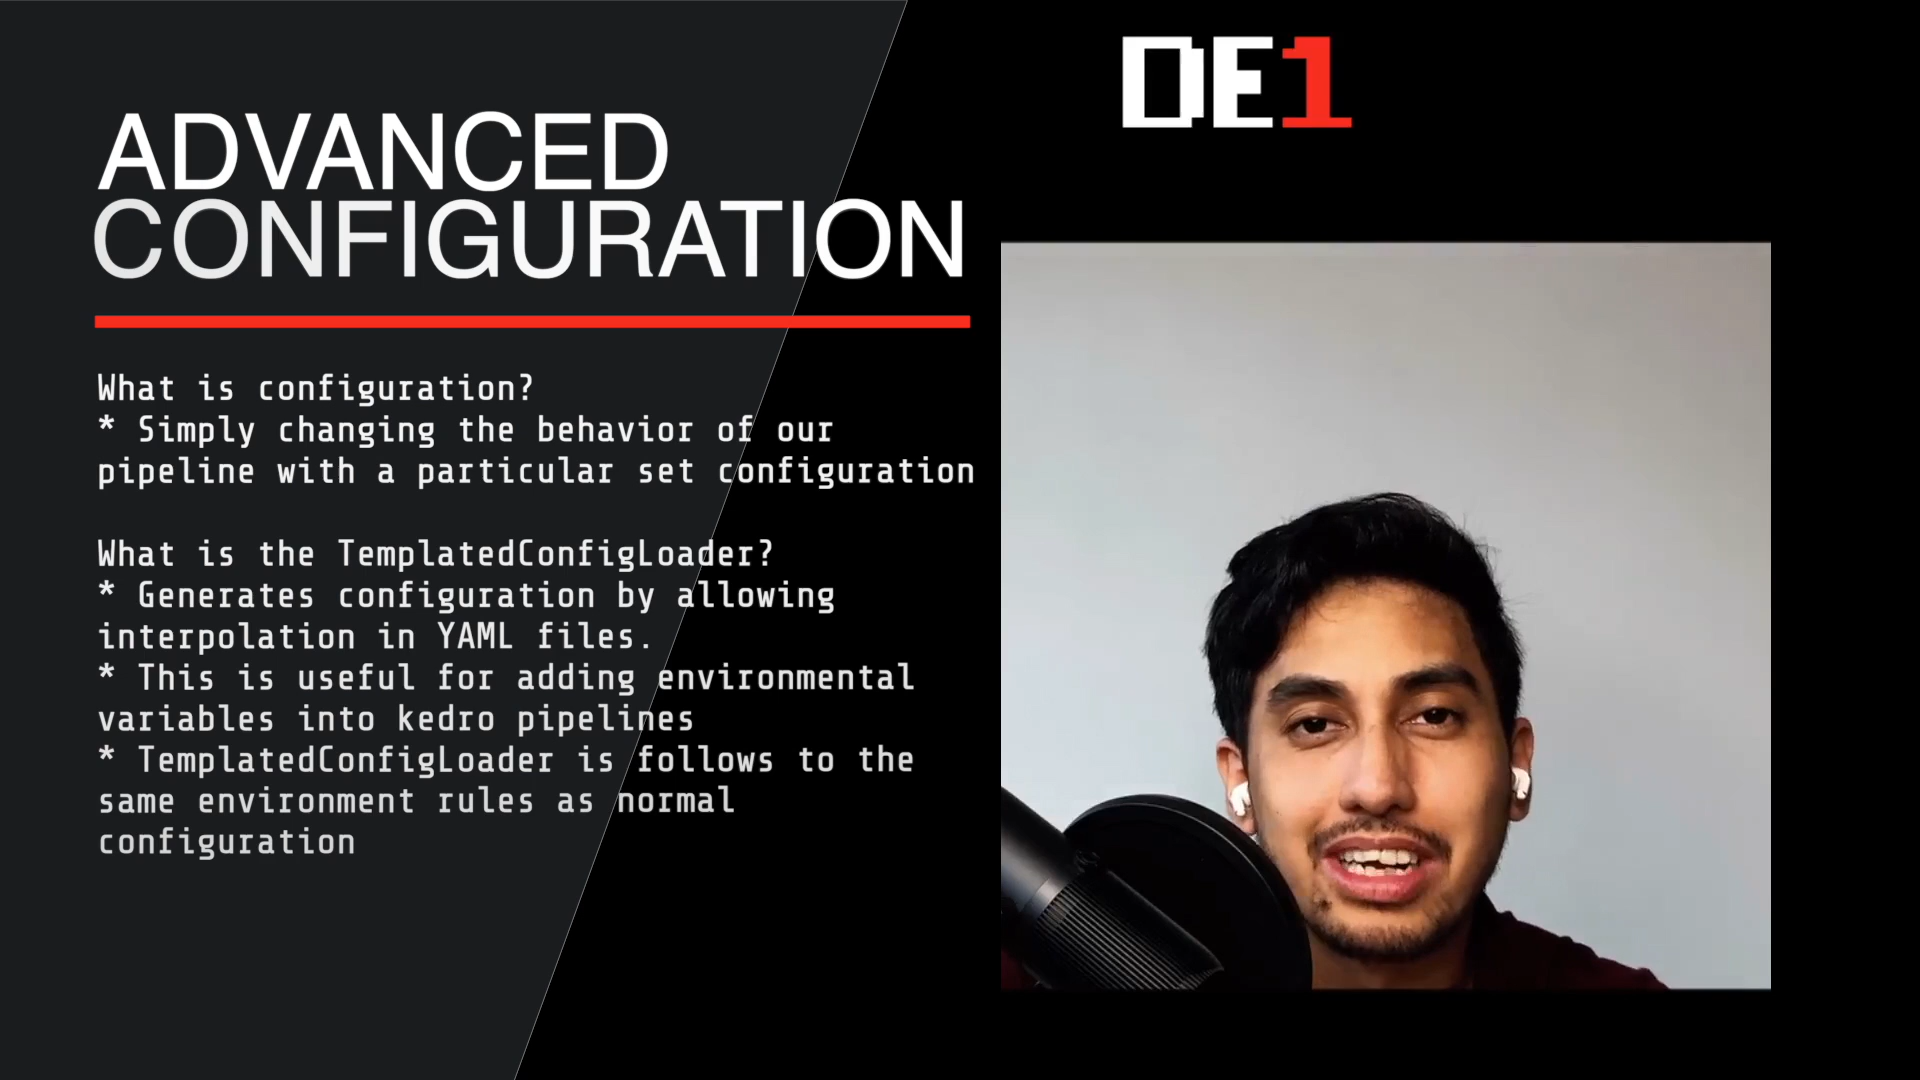 DE1
ADVANCED
CONFIGURATION
What is configuration?
* Simply changing the behavior of our
pipeline with a particular set configuration
What is the TemplatedConfigLoader?
* Generates configuration by allowing
interpolation in YAML files.
* This is useful for adding environmental
variables into kedro pipelines
* TemplatedConfigLoader is follows to the
same environment rules as normal
configuration